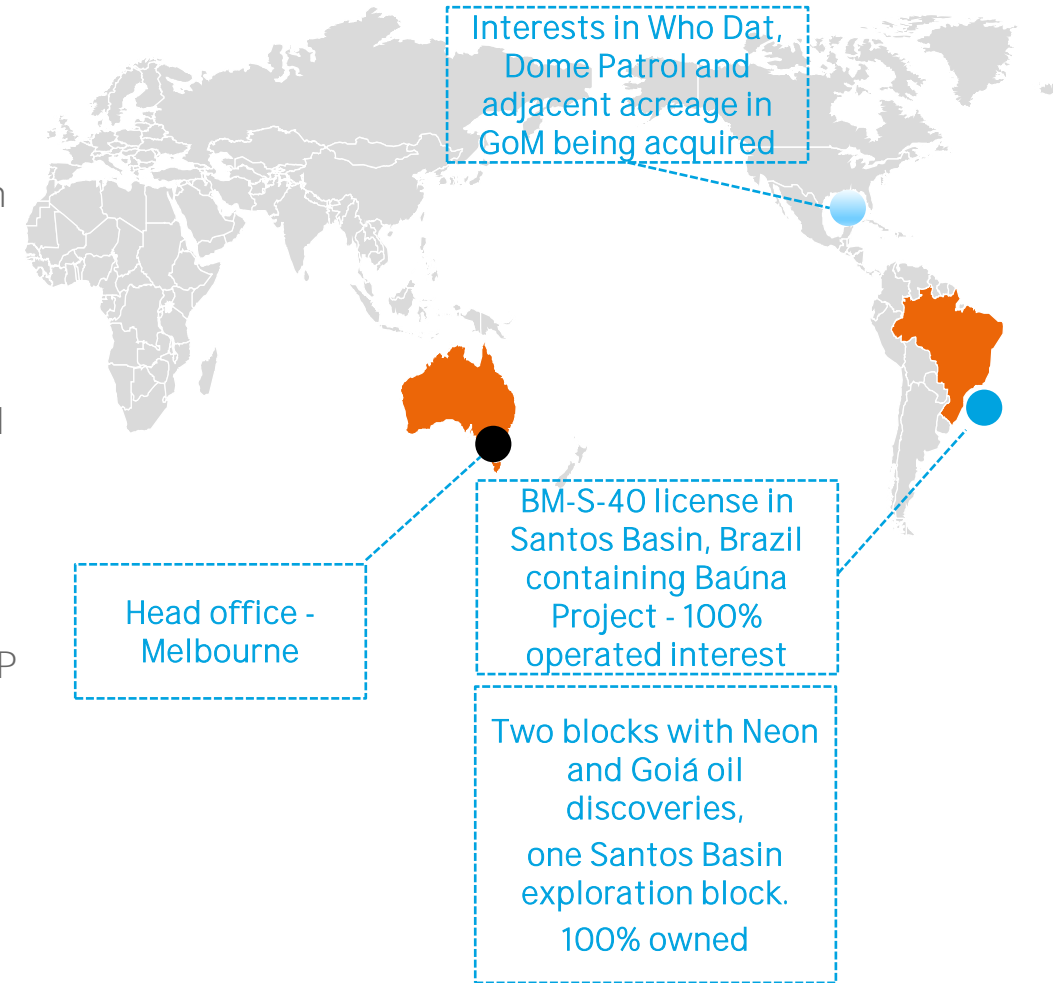 Interests in Who Dat,
Dome Patrol and
adjacent acreage in
GoM being acquired
BM-S-40 license in
Santos Basin, Brazil
containing Baúna
Project - 100%
operated interest
Head office -
Melbourne
Two blocks with Neon
and Goiá oil
discoveries,
one Santos Basin
exploration block.
100% owned